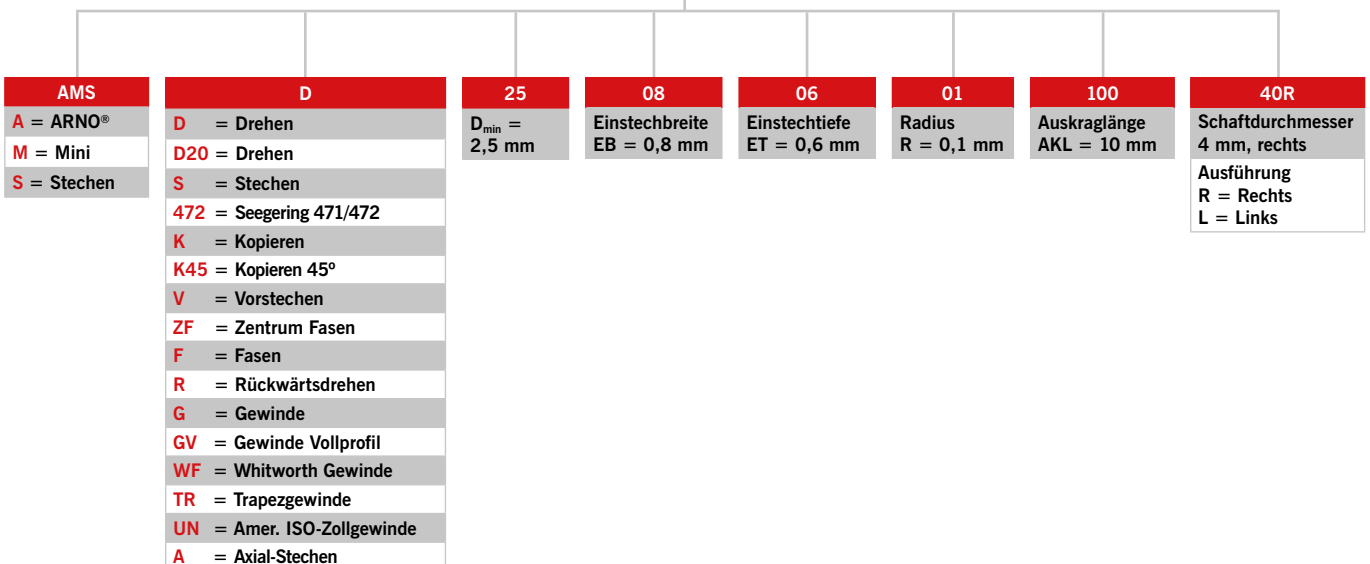 AMS
A = ARNO®
M = Mini
S = Stechen
D
D = Drehen
D20 = Drehen
S = Stechen
472 = Seegering 471/472
K = Kopieren
K45 = Kopieren 45º
V = Vorstechen
ZF = Zentrum Fasen
F = Fasen
R = Rückwärtsdrehen
G = Gewinde
GV = Gewinde Vollprofil
WF = Whitworth Gewinde
TR = Trapezgewinde
UN = Amer. ISO-Zollgewinde
A = Axial-Stechen
25
Dmin =
2,5 mm
08
Einstechbreite
EB = 0,8 mm
06
Einstechtiefe
ET = 0,6 mm
01
Radius
R = 0,1 mm
100
Auskraglänge
AKL = 10 mm
40R
Schaftdurchmesser
4 mm, rechts
Ausführung
R = Rechts
L = Links